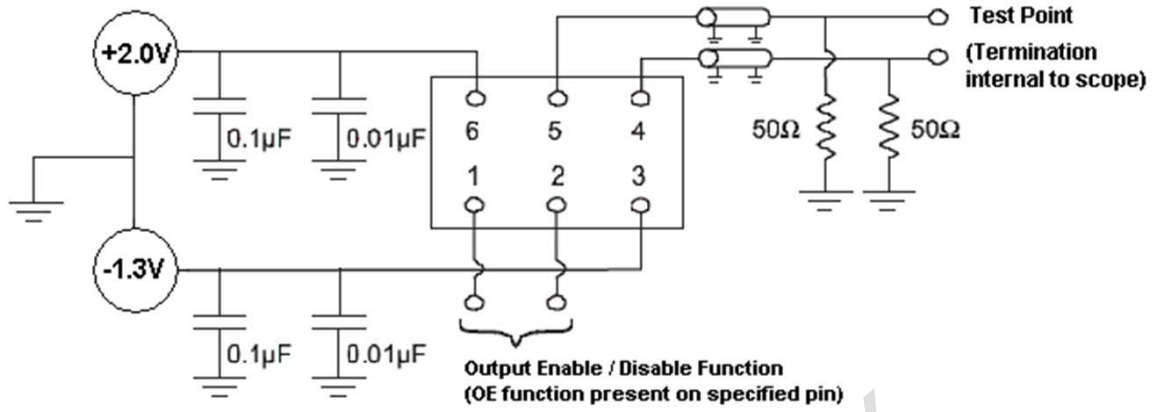 Test Point
+2.0V
(Termination
internal to scope)
0.1µF
0.01µF
6 5 4
50Ω
50Ω
1 2 3
-1.3V
0.1µF
0.01µF
Output Enable / Disable Function
(OE function present on specified pin)